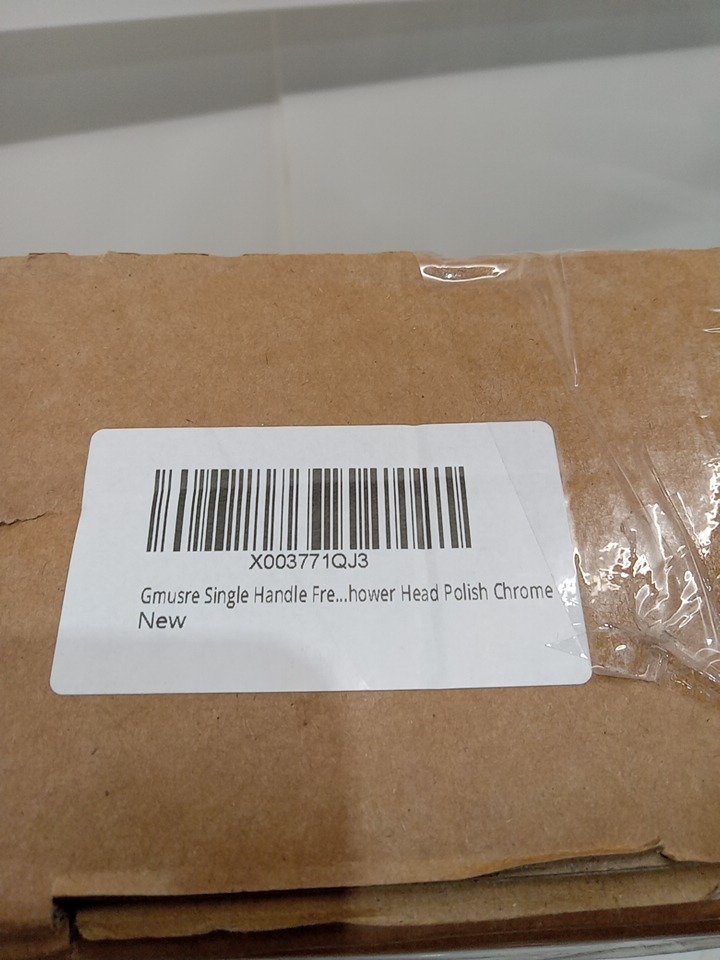 X003771QJ3
Gmusre Single Handle Fre...hower Head Polish Chrome
New